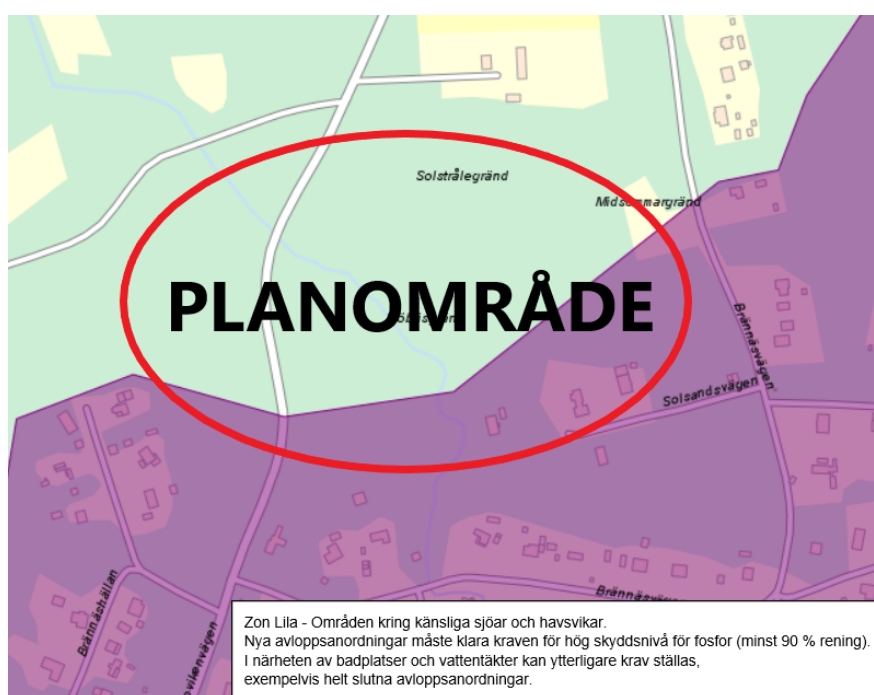 Solstrålegränd
Midsommargränd
PLANOMRÅDE
Brännäsvägen
Solsandsvägen
Brännäshällan
Zon Lila - Områden kring känsliga sjöar och havsvikar.
Nya avloppsanordningar måste klara kraven för hög skyddsnivå för fosfor (minst 90 % rening).
I närheten av badplatser och vattentäkter kan ytterligare krav ställas,
exempelvis helt slutna avloppsanordningar.